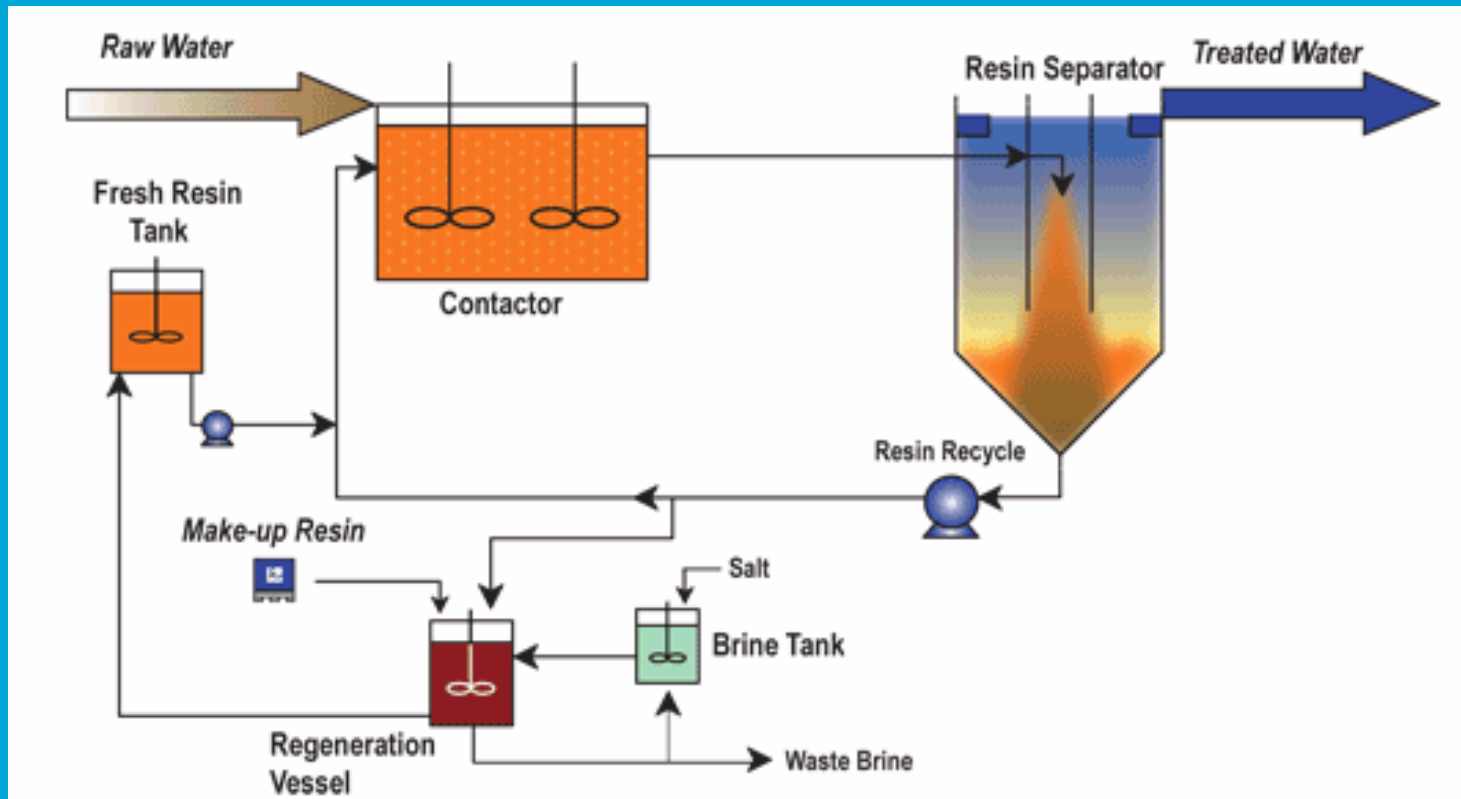 Raw Water
Resin Separator
Treated Water
Fresh Resin
Tank
Contactor
Resin Recycle
Make-up Resin
Salt
Brine Tank
Regeneration
Vessel
Waste Brine